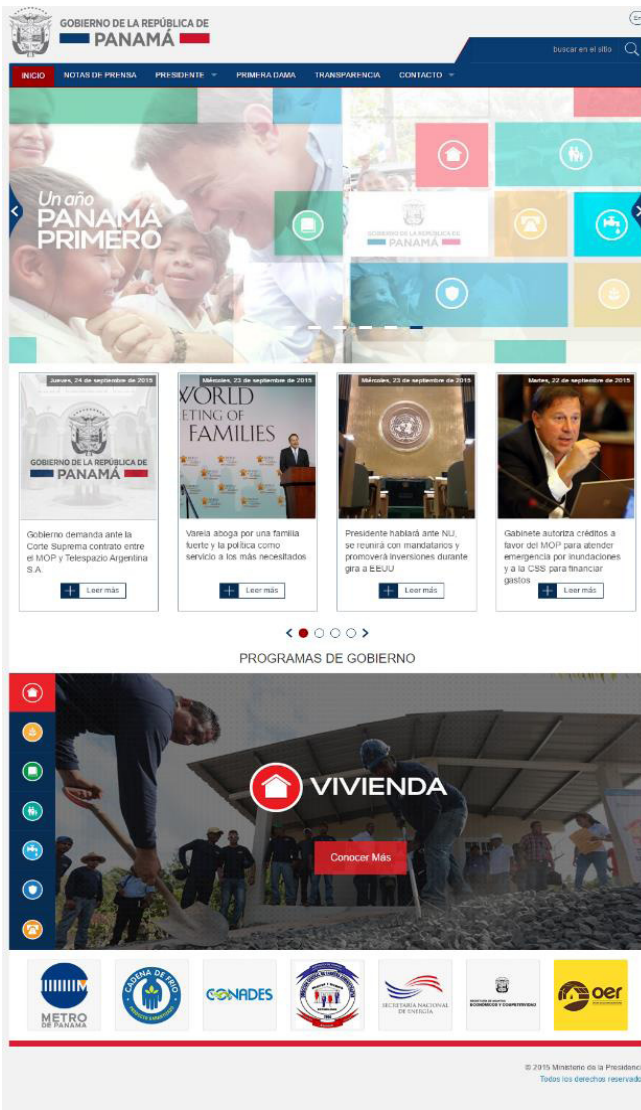 GOBIERNO DE LA REPÚBLICA DE
PANAMÁ
buscar en el sitio
INICIO NOTAS DE PRENSA PRESIDENTE PRIMERA DAMA TRANSPARENCIA CONTACTO
Un año
PANAMÁ
PRIMERO
GOBIERNO DE LA REPÚBLICA DE
PANAMÁ
Jueves, 24 de septiembre de 2015
GOBIERNO DE LA REPÚBLICA DE
PANAMÁ
Gobierno demanda ante la
Corte Suprema contrato entre
el MOP y Telespazio Argentina
S.A.
Leer más
Miércoles, 23 de septiembre de 2015
WORLD
ETING OF
FAMILIES
Varela aboga por una familia
fuerte y la política como
servicio a los más necesitados
Leer más
Miércoles, 23 de septiembre de 2015
Presidente hablará ante NU,
se reunirá con mandatarios y
promoverá inversiones durante
gira a EEUU
Leer más
Martes, 22 de septiembre de 2015
Gabinete autoriza créditos a
favor del MOP para atender
emergencia por inundaciones
y a la CSS para financiar
gastos
Leer más
PROGRAMAS DE GOBIERNO
VIVIENDA
Conocer Más
METRO
DE PANAMÁ
CADENA DE FRIO
CONADES
SECRETARÍA NACIONAL
DE ENERGÍA
ECONÓMICOS Y COMPETITIVIDAD
oer
© 2015 Ministerio de la Presidenci
Todos los derechos reservado